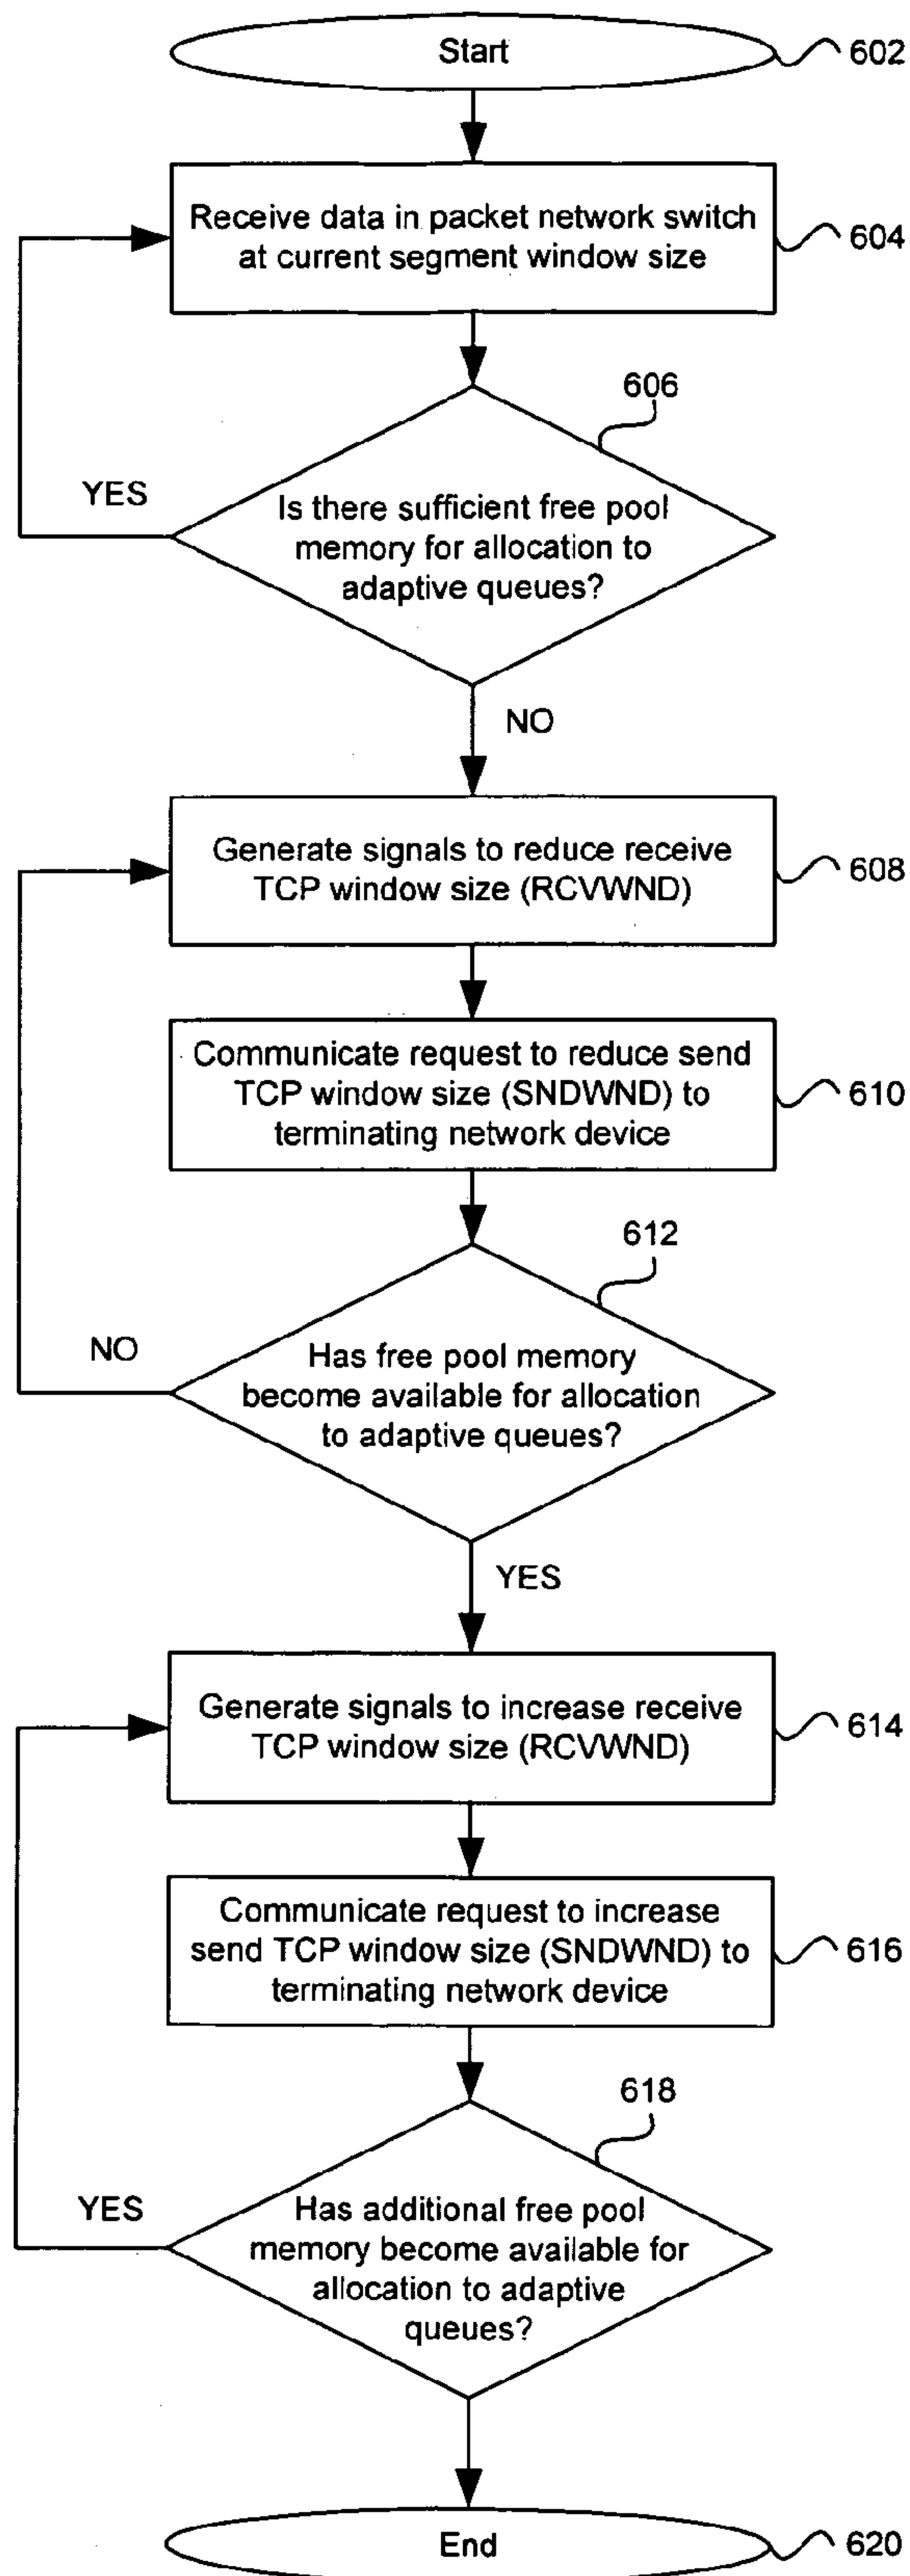 Start
602
Receive data in packet network switch
at current segment window size
604
606
YES
Is there sufficient free pool
memory for allocation to
adaptive queues?
NO
Generate signals to reduce receive
TCP window size (RCVWND)
608
Communicate request to reduce send
TCP window size (SNDWND) to
terminating network device
610
612
NO
Has free pool memory
become available for allocation
to adaptive queues?
YES
Generate signals to increase receive
TCP window size (RCVWND)
614
Communicate request to increase
send TCP window size (SNDWND) to
terminating network device
616
618
YES
Has additional free pool
memory become available for
allocation to adaptive
queues?
End
620